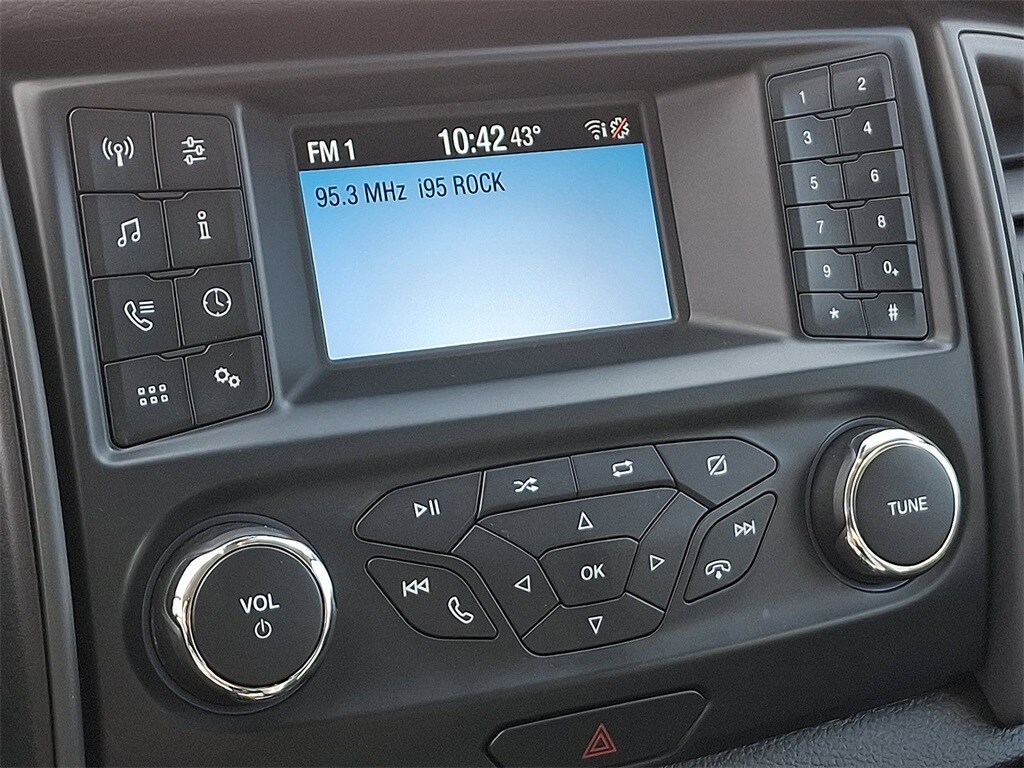 FM 1 10:42 43°
95.3 MHz i95 ROCK
1 2
3 4
5 6
7 8
9 0+
* #
OK
VOL
TUNE